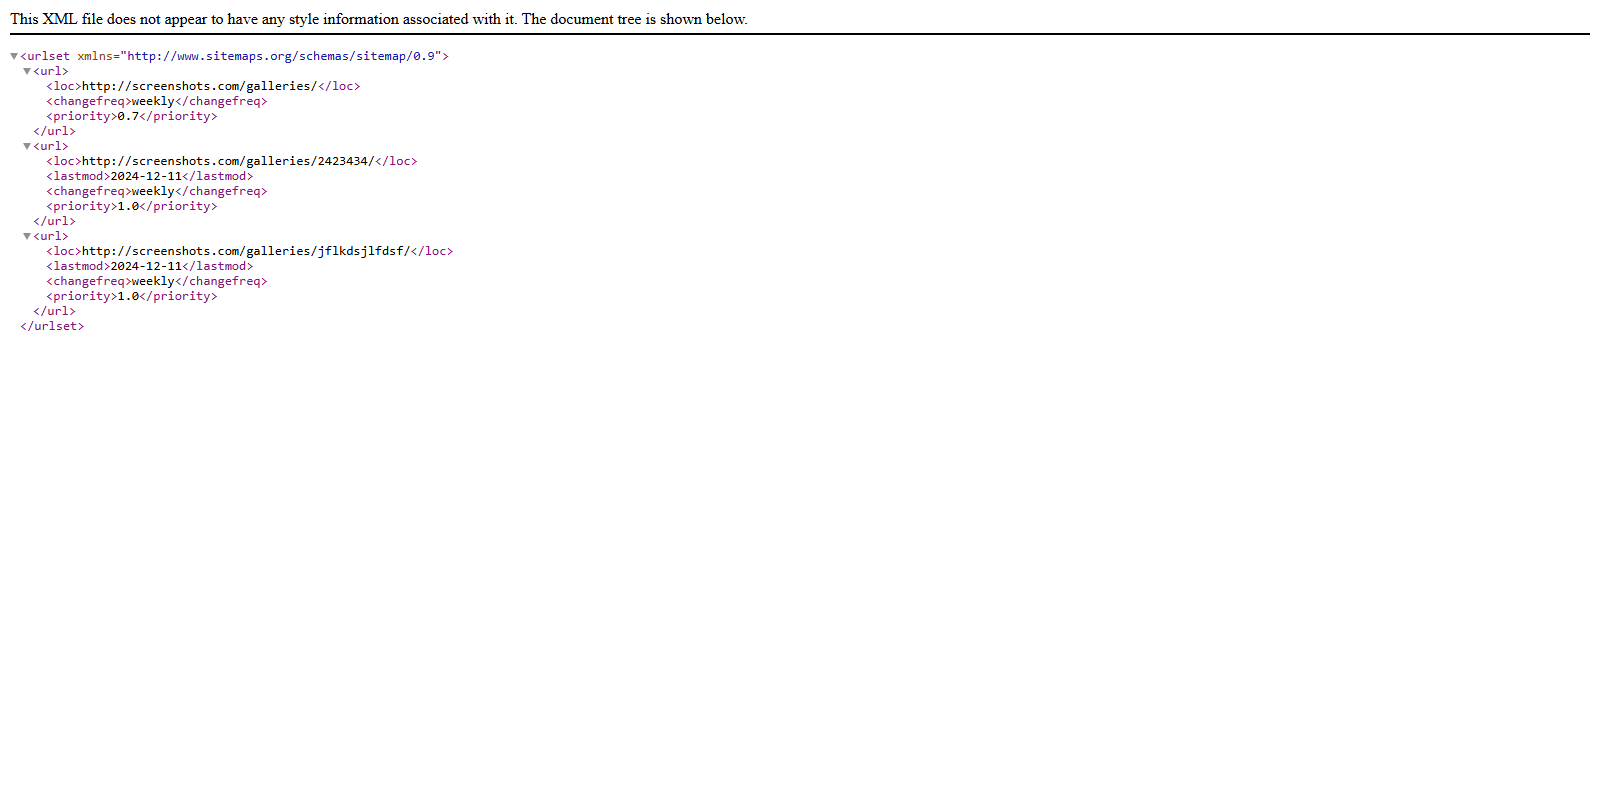 This XML file does not appear to have any style information associated with it. The document tree is shown below.
<urlset xmlns="http://www.sitemaps.org/schemas/sitemap/0.9">
<url>
<loc>http://screenshots.com/galleries/</loc>
<changefreq>weekly</changefreq>
<priority>0.7</priority>
</url>
<url>
<loc>http://screenshots.com/galleries/2423434/</loc>
<lastmod>2024-12-11</lastmod>
<changefreq>weekly</changefreq>
<priority>1.0</priority>
</url>
<url>
<loc>http://screenshots.com/galleries/jflkdsjlfdsf/</loc>
<lastmod>2024-12-11</lastmod>
<changefreq>weekly</changefreq>
<priority>1.0</priority>
</url>
</urlset>